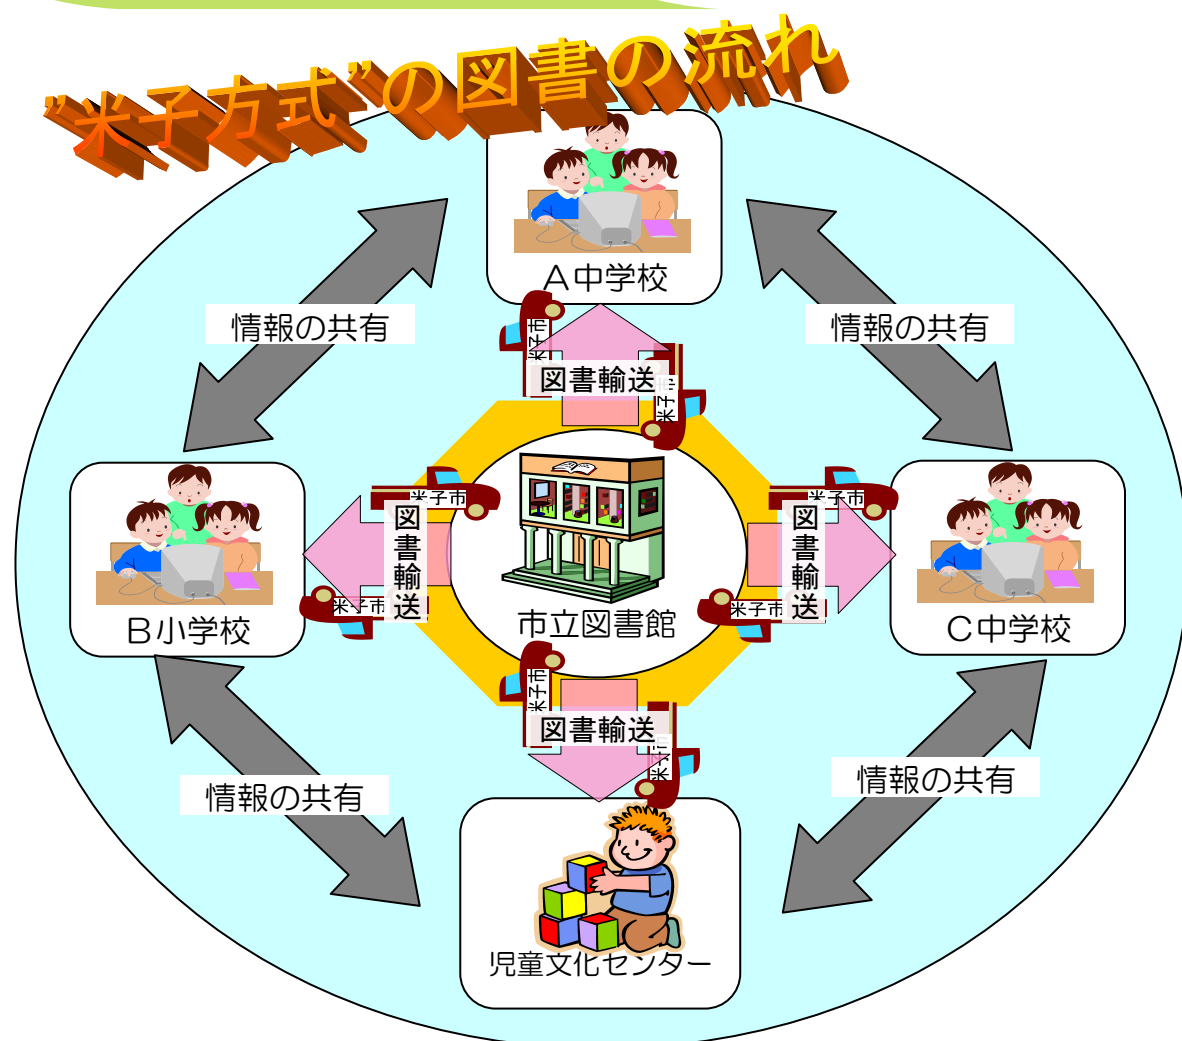 ”米子方式”の図書の流れ
A中学校
情報の共有
情報の共有
米子市
図書輸送
米子市
米子市
図書輸送
米子市
図書輸送
米子市
米子市
市立図書館
B小学校
C中学校
米子市
図書輸送
米子市
情報の共有
情報の共有
児童文化センター